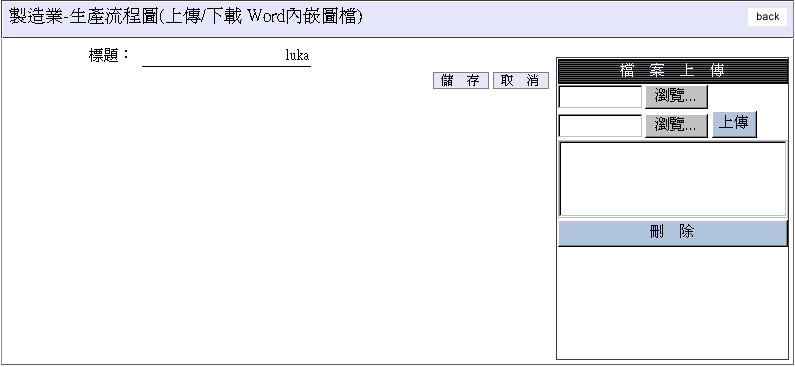 製造業-生產流程圖(上傳/下載 Word內嵌圖檔)
back
標題： luka
儲 存 取 消
檔 案 上 傳
瀏覽...
瀏覽... 上傳
刪 除